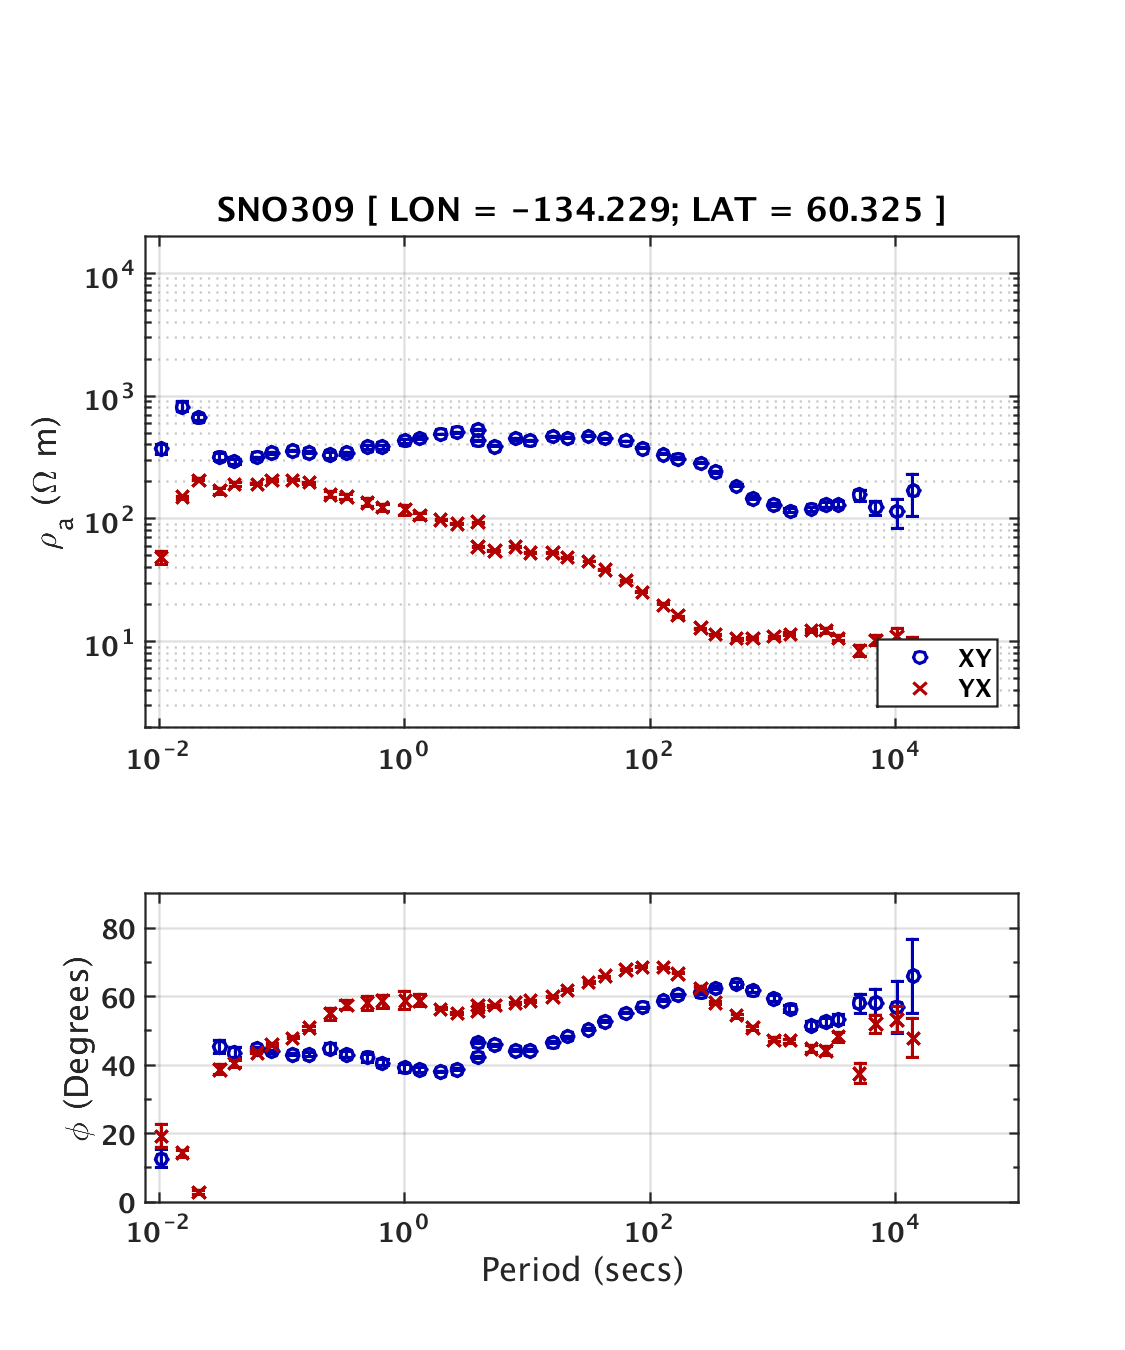 SNO309 [ LON = -134.229; LAT = 60.325 ]
10^4
10^3
10^2
10^1
ρ_a (Ω m)
XY
YX
10^-2 10^0 10^2 10^4
80
60
40
20
0
ϕ (Degrees)
10^-2 10^0 10^2 10^4
Period (secs)